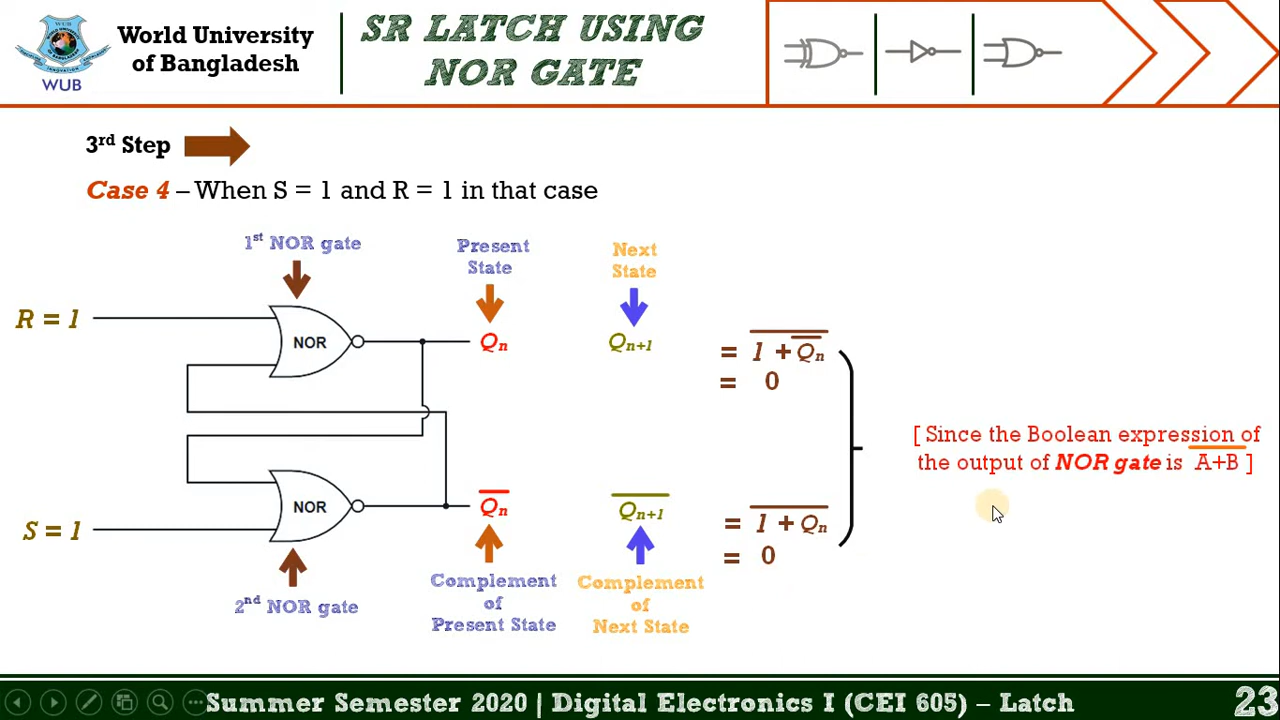 World University
of Bangladesh
WUB
WUB
SR LATCH USING
NOR GATE
3rd Step
Case 4 – When S = 1 and R = 1 in that case
1st NOR gate
Present
State
Next
State
R = 1
NOR
Qn
Qn+1
= 1 + Q̅n
= 0
[ Since the Boolean expression of
the output of NOR gate is A+B ]
S = 1
NOR
Q̅n
Q̅n+1
= 1 + Qn
= 0
2nd NOR gate
Complement
of
Present State
Complement
of
Next State
Summer Semester 2020 | Digital Electronics I (CEI 605) – Latch
23